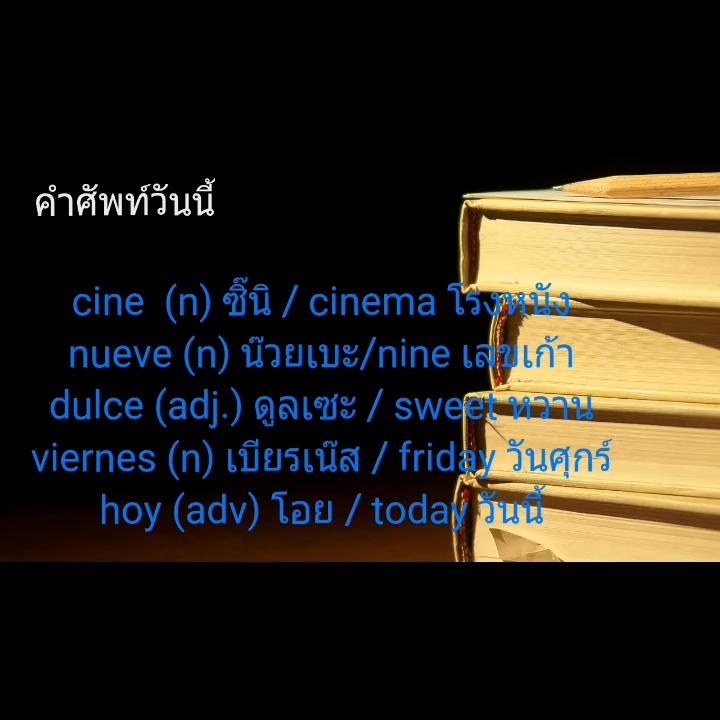 คำศัพท์วันนี้
cine (n) ซิ๊นิ / cinema โรงหนัง
nueve (n) น๊วยเบะ/nine เลขเก้า
dulce (adj.) ดูลเซะ / sweet หวาน
viernes (n) เบียรเน๊ส / friday วันศุกร์
hoy (adv) โอย / today วันนี้